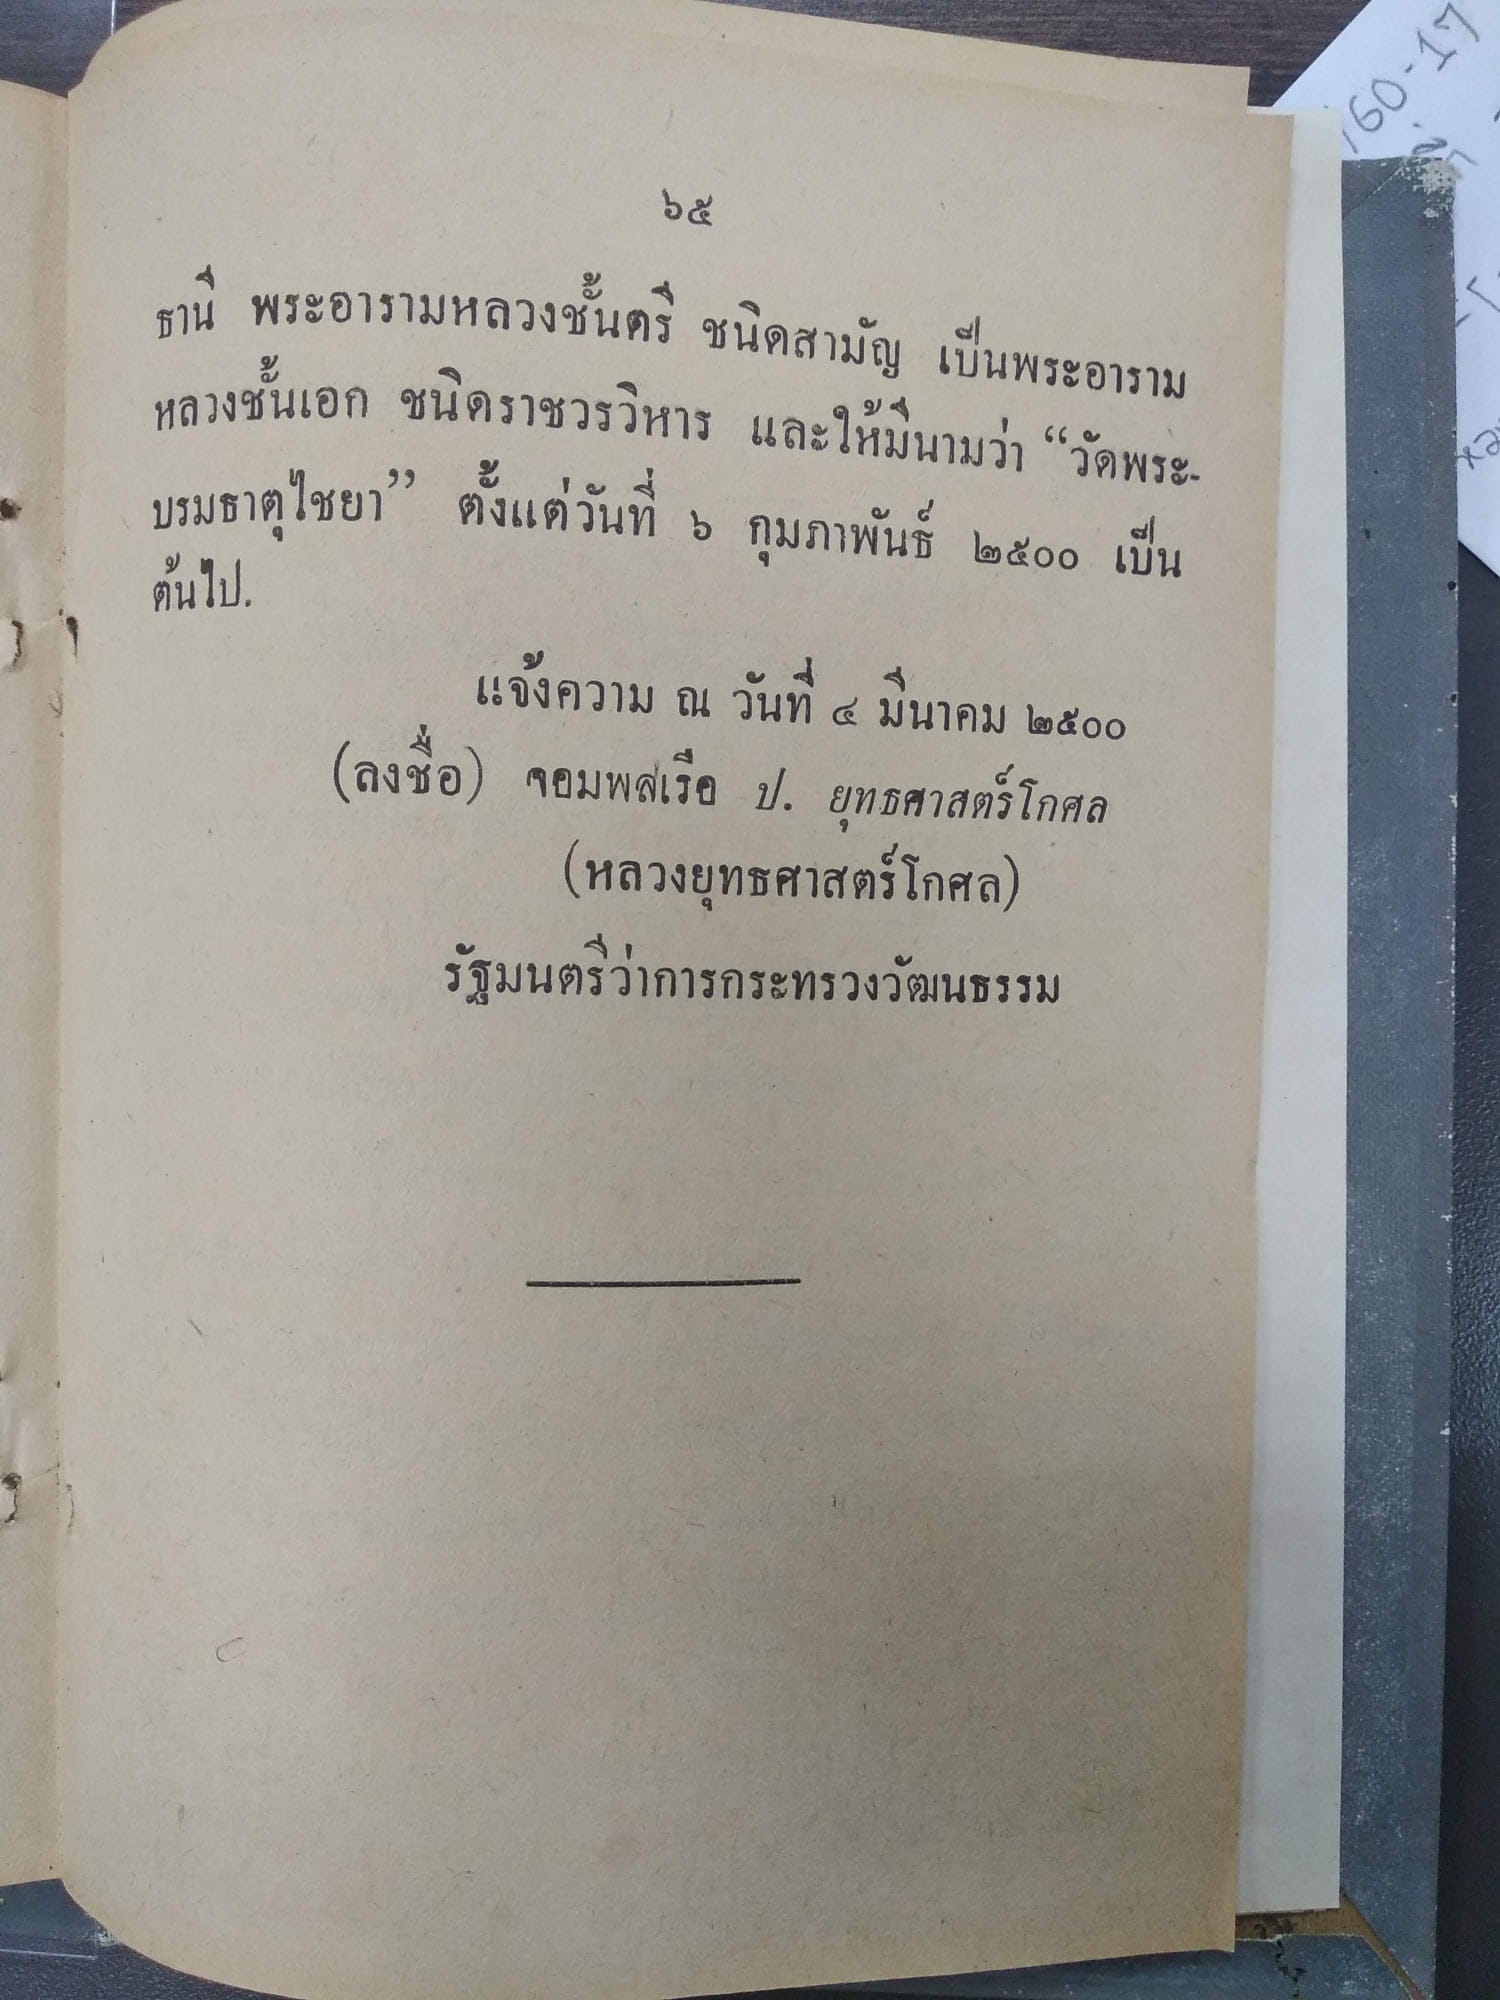 ๖๕
ธานี พระอารามหลวงชั้นตรี ชนิดสามัญ เป็นพระอาราม
หลวงชั้นเอก ชนิดราชวรวิหาร และให้มีนามว่า “วัดพระ-
บรมธาตุไชยา” ตั้งแต่วันที่ ๖ กุมภาพันธ์ ๒๕๐๐ เป็น
ต้นไป.
แจ้งความ ณ วันที่ ๔ มีนาคม ๒๕๐๐
(ลงชื่อ) จอมพลเรือ ป. ยุทธศาสตร์โกศล
(หลวงยุทธศาสตร์โกศล)
รัฐมนตรีว่าการกระทรวงวัฒนธรรม
160-17